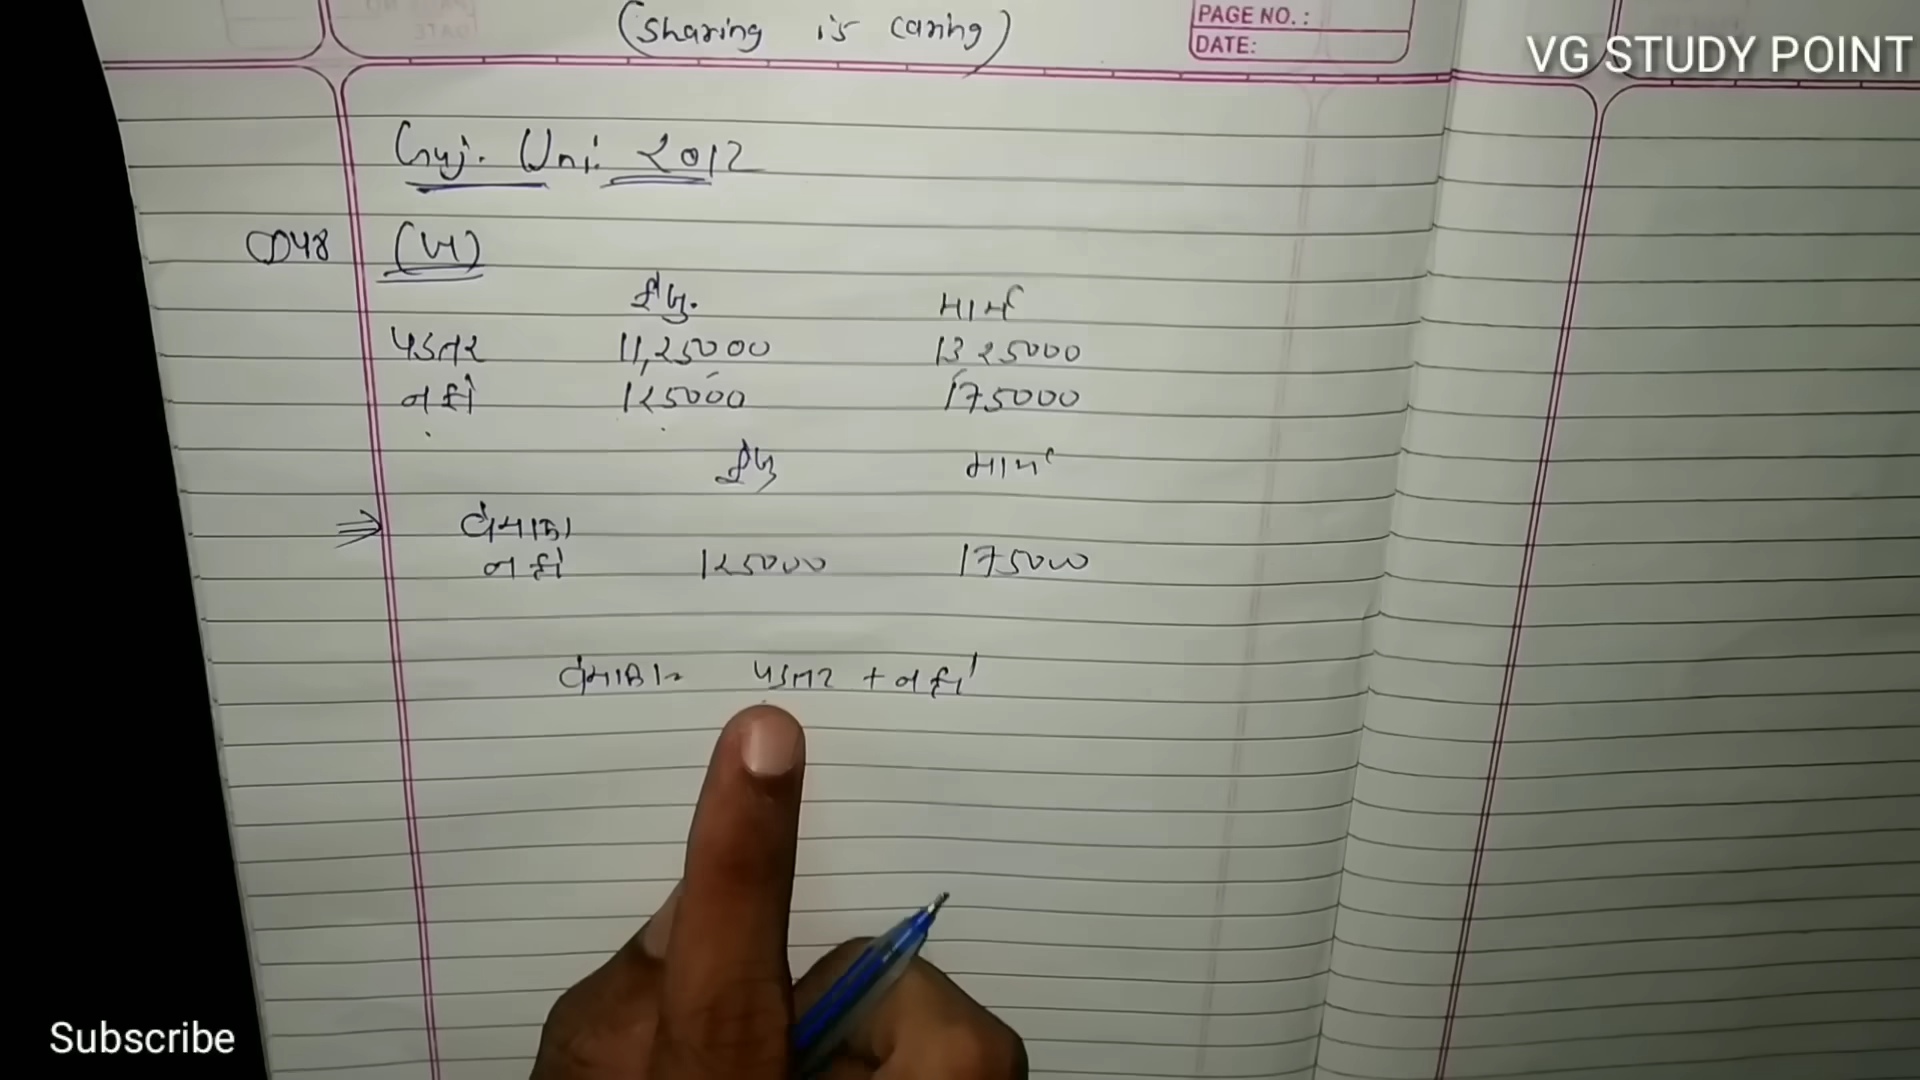 (Sharing is caring)
PAGE NO. :
DATE:
VG STUDY POINT
Guj. Uni. 2012
(બ)
ફેબ્રુ. માર્ચ
પડતર 11,25000 1325000
નફો 125000 175000
ફેબ્રુ માર્ચ
⇒ વેચાણ
નફો 125000 175000
વેચાણ = પડતર + નફો
Subscribe